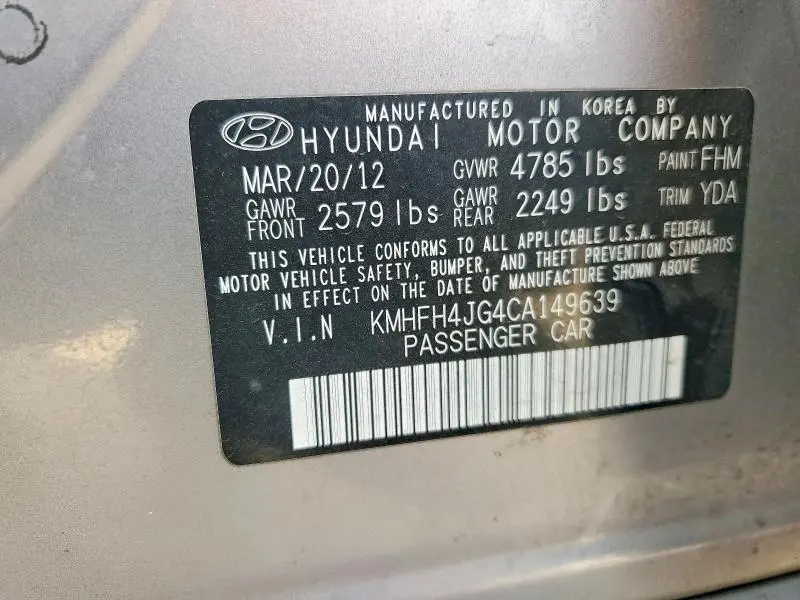 MANUFACTURED IN KOREA BY
HYUNDAI MOTOR COMPANY
MAR/20/12 GVWR 4785 lbs PAINT FHM
GAWR FRONT 2579 lbs GAWR REAR 2249 lbs TRIM YDA
THIS VEHICLE CONFORMS TO ALL APPLICABLE U.S.A. FEDERAL
MOTOR VEHICLE SAFETY, BUMPER, AND THEFT PREVENTION STANDARDS
IN EFFECT ON THE DATE OF MANUFACTURE SHOWN ABOVE
V.I.N KMHFH4JG4CA149639
PASSENGER CAR